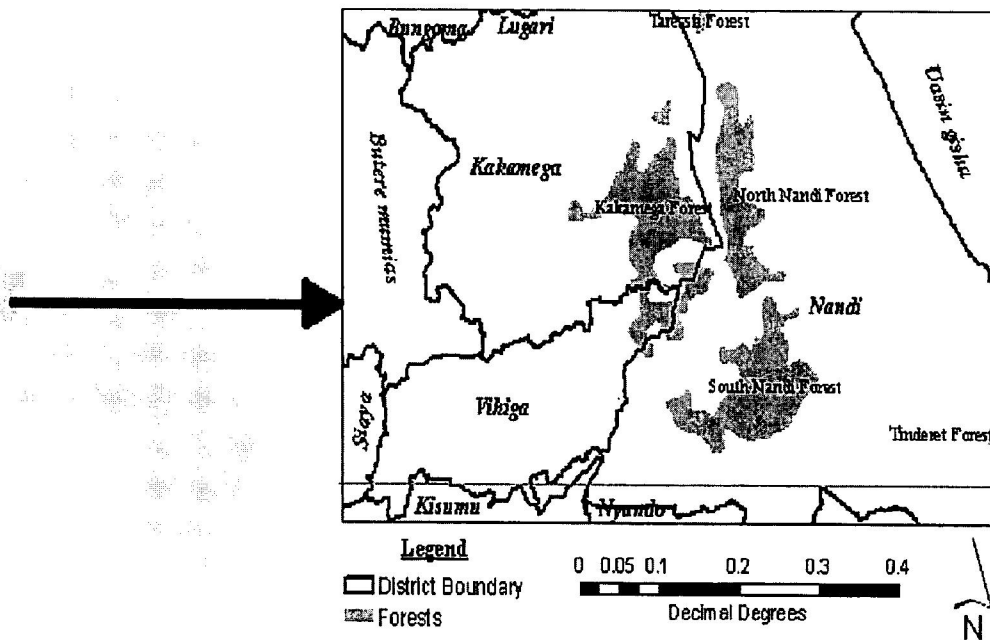 Bungoma
Lugari
Taressi Forest
Uasin gishu
Butere mumias
Kakamega
Kakamega Forest
North Nandi Forest
Nandi
South Nandi Forest
Vihiga
Siaya
Tinderet Forest
Kisumu
Nyando
Legend
District Boundary
Forests
0 0.05 0.1 0.2 0.3 0.4
Decimal Degrees
N